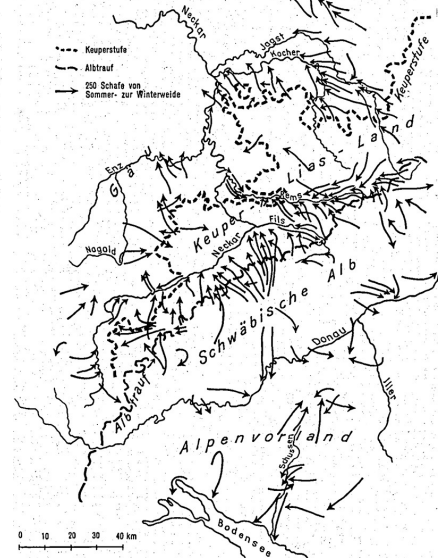 Neckar
Jagst
Kocher
Keuperstufe
Keuperstufe
Albtrauf
250 Schafe von
Sommer- zur Winterweide
Enz
Gäu
Lias-Land
Rems
Keuper
Fils
Nagold
Neckar
Schwäbische Alb
Donau
Iller
Albtrauf
Alpenvorland
Schussen
Bodensee
0 10 20 30 40 km